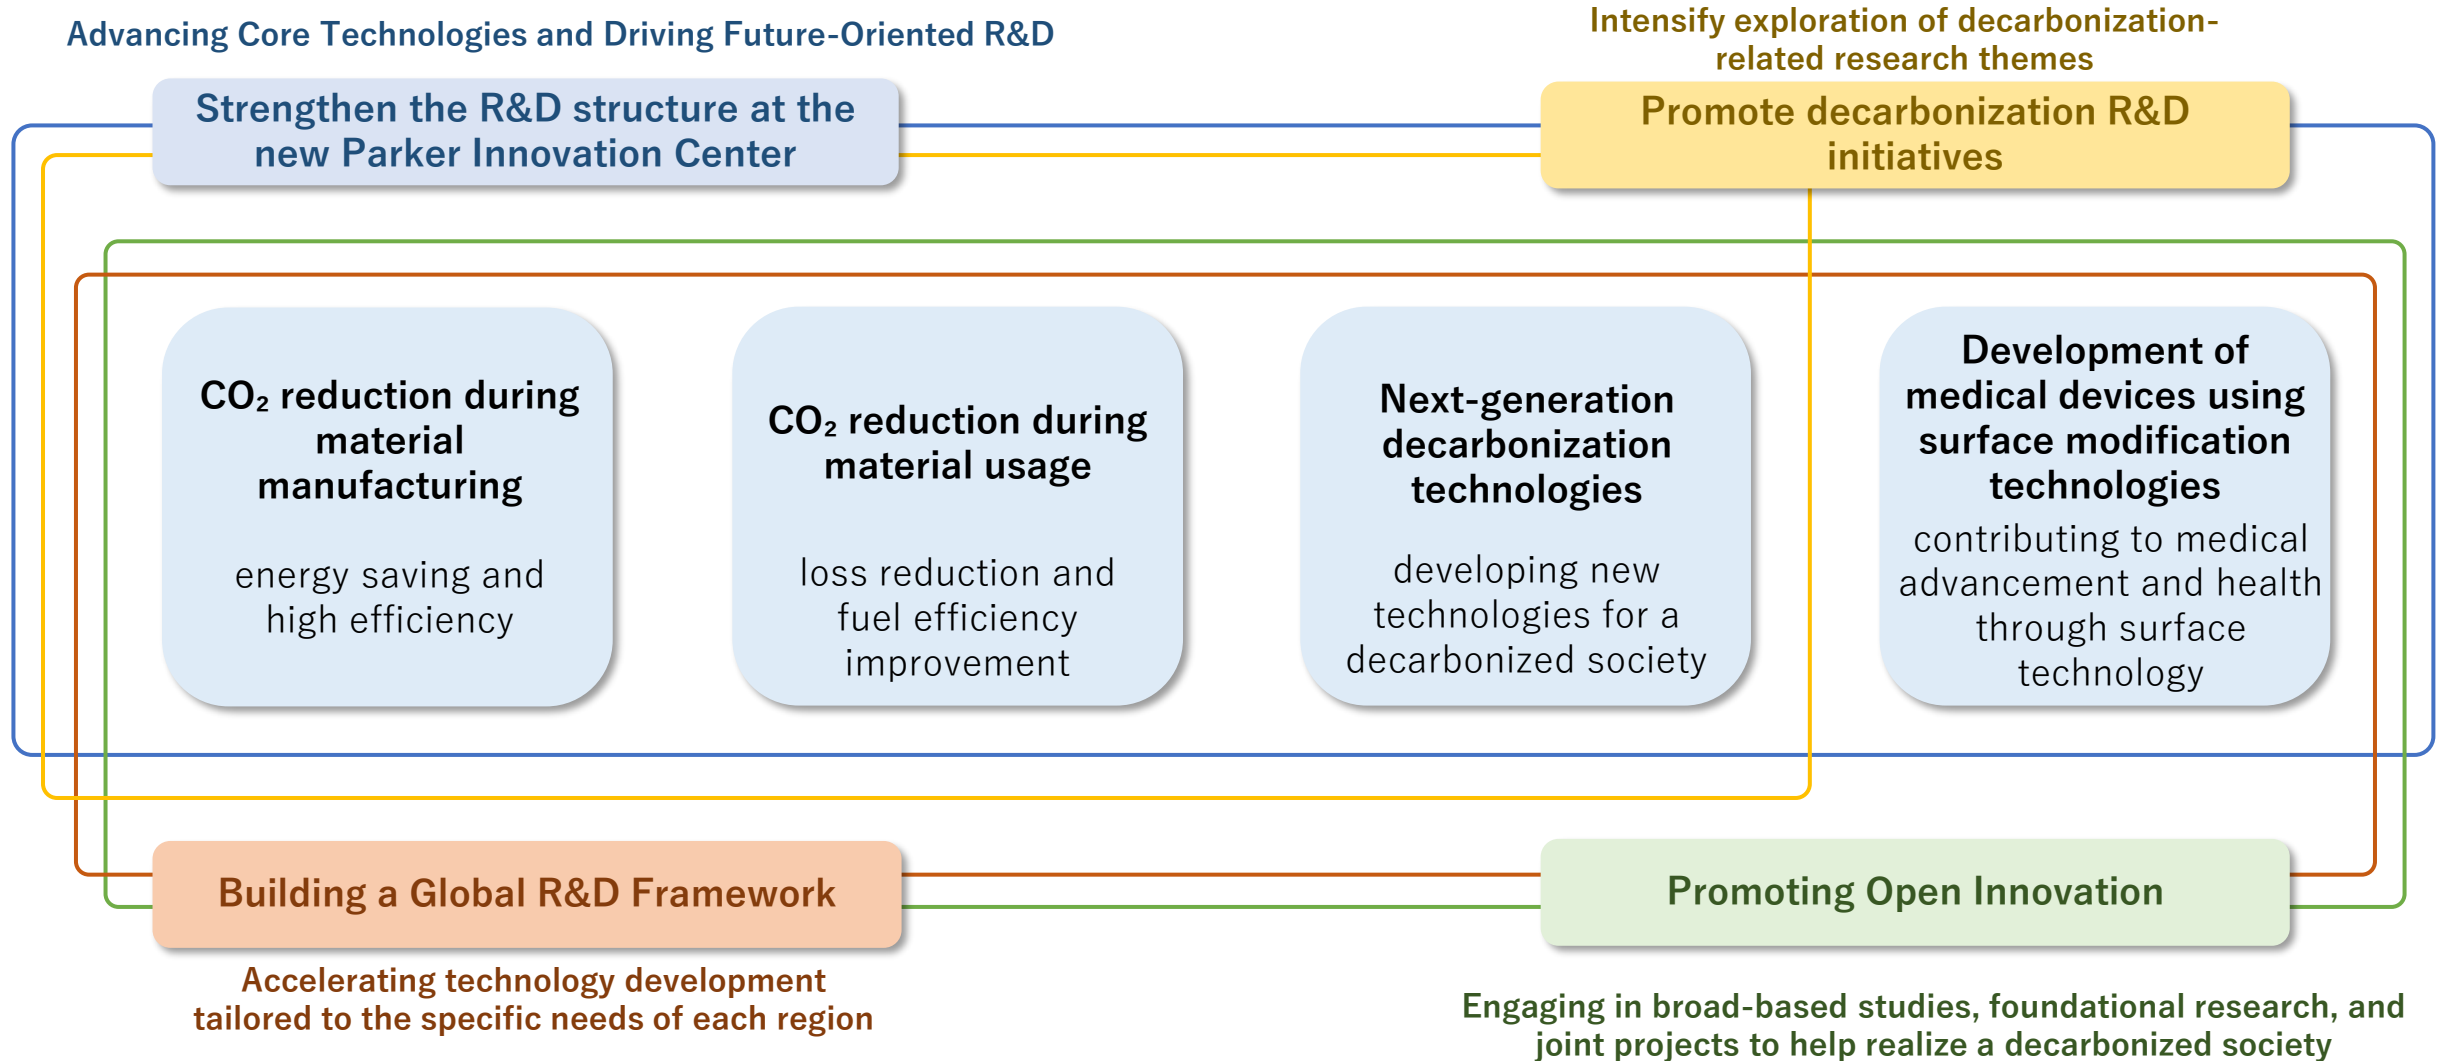 Advancing Core Technologies and Driving Future-Oriented R&D
Strengthen the R&D structure at the
new Parker Innovation Center
Intensify exploration of decarbonization-
related research themes
Promote decarbonization R&D
initiatives
CO₂ reduction during
material
manufacturing
energy saving and
high efficiency
CO₂ reduction during
material usage
loss reduction and
fuel efficiency
improvement
Next-generation
decarbonization
technologies
developing new
technologies for a
decarbonized society
Development of
medical devices using
surface modification
technologies
contributing to medical
advancement and health
through surface
technology
Building a Global R&D Framework
Accelerating technology development
tailored to the specific needs of each region
Promoting Open Innovation
Engaging in broad-based studies, foundational research, and
joint projects to help realize a decarbonized society